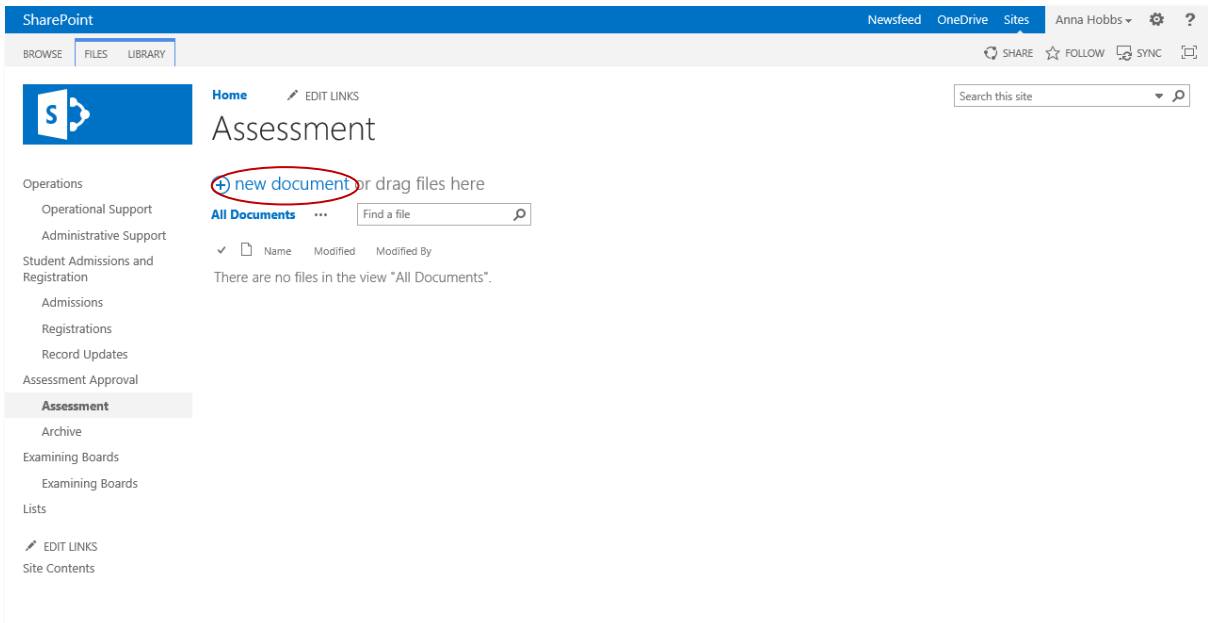 SharePoint
Newsfeed OneDrive Sites Anna Hobbs ?
BROWSE FILES LIBRARY
SHARE FOLLOW SYNC
S
Home EDIT LINKS
Search this site
Assessment
new document or drag files here
All Documents ... Find a file
Name Modified Modified By
There are no files in the view "All Documents".
Operations
Operational Support
Administrative Support
Student Admissions and
Registration
Admissions
Registrations
Record Updates
Assessment Approval
Assessment
Archive
Examining Boards
Examining Boards
Lists
EDIT LINKS
Site Contents